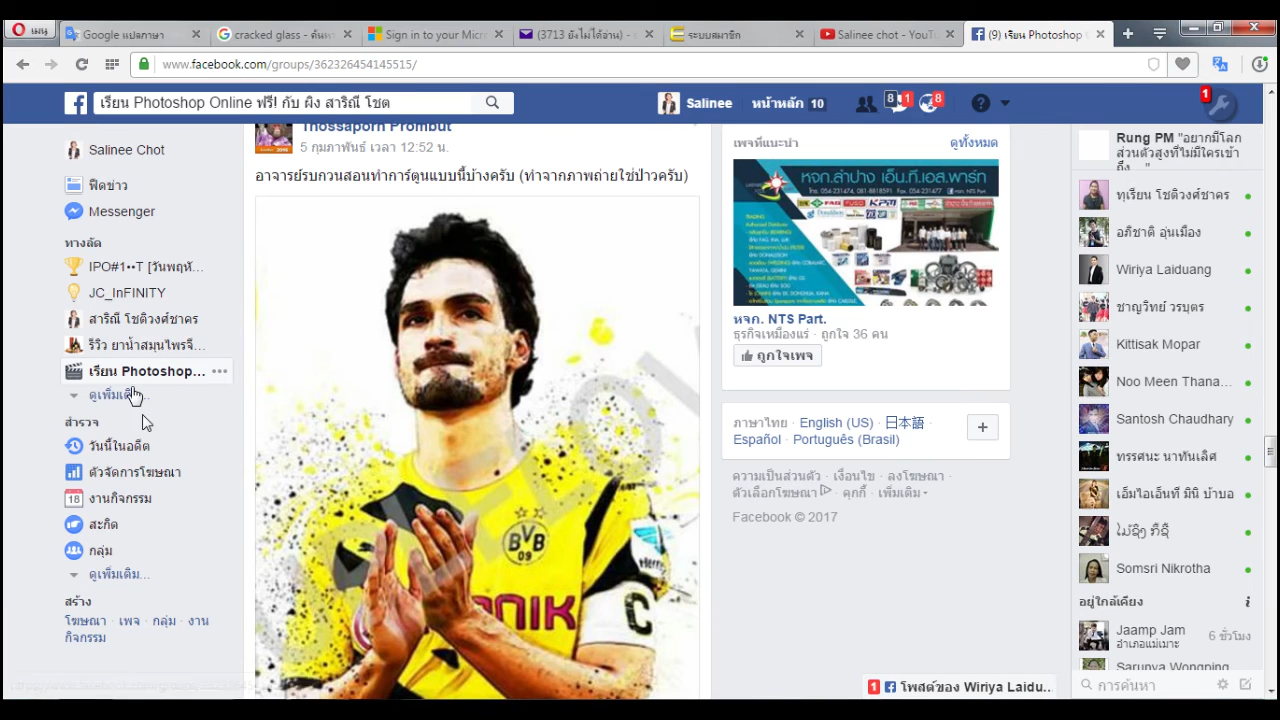 เมนู
Google แปลภาษา
cracked glass - ค้นห
Sign in to your Micr
(3713 ยังไม่ได้อ่าน) -
ระบบสมาชิก
Salinee chot - YouT
(9) เรียน Photoshop
www.facebook.com/groups/362326454145515/
เรียน Photoshop Online ฟรี! กับ ผิง สาริณี โชต
Salinee
หน้าหลัก 10
8
1
8
1
Salinee Chot
ฟีดข่าว
Messenger
ทางลัด
IPO#1••T [วันพฤหั...
สาริณี โชติวงศ์ชาคร
รีวิว ยาน้ำสมุนไพรจี...
เรียน Photoshop...
สำรวจ
วันนี้ในอดีต
ตัวจัดการโฆษณา
18 งานกิจกรรม
สะกิด
กลุ่ม
ดูเพิ่มเติม...
สร้าง
โฆษณา · เพจ · กลุ่ม · งาน
กิจกรรม
Thossaporn Prombut
5 กุมภาพันธ์ เวลา 12:52 น.
อาจารย์รบกวนสอนทำการ์ตูนแบบนี้บ้างครับ (ทำจากภาพถ่ายใช่ป่าวครับ)
BVB
09
เพจที่แนะนำ
ดูทั้งหมด
หจก.ลำปาง เอ็น.ที.เอส.พาร์ท
หจก. NTS Part.
ธุรกิจเหมืองแร่ · ถูกใจ 36 คน
ถูกใจเพจ
ภาษาไทย · English (US) · 日本語 ·
Español · Português (Brasil)
ความเป็นส่วนตัว · เงื่อนไข · ลงโฆษณา ·
ตัวเลือกโฆษณา · คุกกี้ · เพิ่มเติม
Facebook © 2017
Rung PM "อยากมีโลก
ส่วนตัวสูงที่ไม่มีใครเข้า
ถึง "
ทุเรียน โชติวงศ์ชาคร
อภิชาติ อุ่นเมือง
Wiriya Laiduang
ชาญวิทย์ วรบุตร
Kittisak Mopar
Noo Meen Thana...
Santosh Chaudhary
ทรรศนะ นาทันเลิศ
เอ็มไอเอ็นที มินิ บ้าบอ
Somsri Nikrotha
อยู่ใกล้เคียง
Jaamp Jam
อำเภอแม่เมาะ
6 ชั่วโมง
Sarunya Wongping
การค้นหา
1 โพสต์ของ Wiriya Laidu...